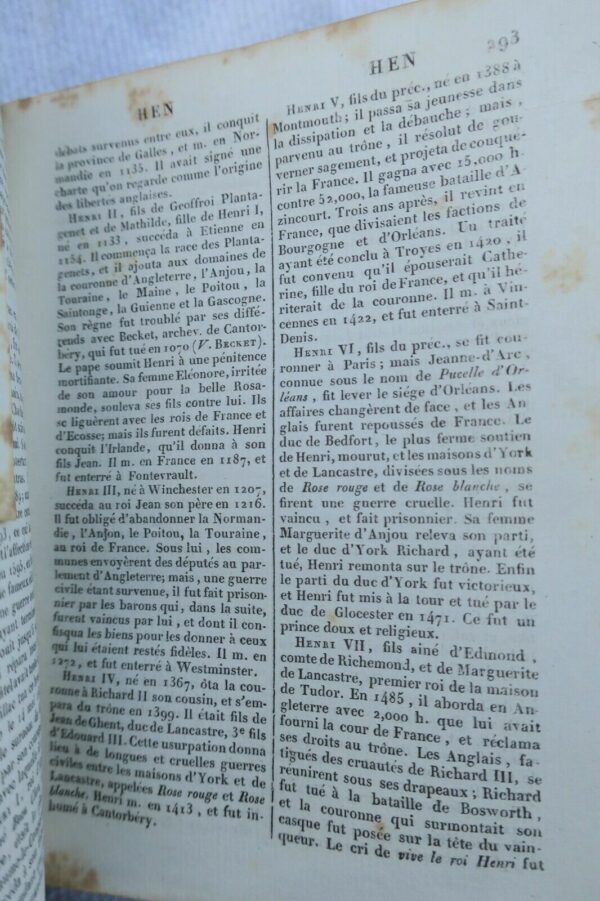 HEN
débats survenus entre eux, il conquit
la province de Galles, et m. en Nor-
mandie en 1135. Il avait signé une
charte qu'on regarde comme l'origine
des libertés anglaises.
HENRI II, fils de Geoffroi Planta-
genet et de Mathilde, fille de Henri I,
né en 1133, succéda à Etienne en
1154. Il commença la race des Planta-
genets, et il ajouta aux domaines de
la couronne d'Angleterre, l'Anjou, la
Touraine, le Maine, le Poitou, la
Saintonge, la Guienne et la Gascogne.
Son règne fut troublé par ses diffé-
rends avec Becket, archev. de Cantor-
béry, qui fut tué en 1070 (V. BECKET).
Le pape soumit Henri à une pénitence
mortifiante. Sa femme Eléonore, irritée
de son amour pour la belle Rosa-
monde, souleva ses fils contre lui. Ils
se liguèrent avec les rois de France et
d'Ecosse; mais ils furent défaits. Henri
conquit l'Irlande, qu'il donna à son
fils Jean. Il m. en France en 1187, et
fut enterré à Fontevrault.
HENRI III, né à Winchester en 1207,
succéda au roi Jean son père en 1216.
Il fut obligé d'abandonner la Norman-
die, l'Anjou, le Poitou, la Touraine,
au roi de France. Sous lui, les com-
munes envoyèrent des députés au par-
lement d'Angleterre; mais, une guerre
civile étant survenue, il fut fait prison-
nier par les barons qui, dans la suite,
furent vaincus par lui, et dont il con-
fisqua les biens pour les donner à ceux
qui lui étaient restés fidèles. Il m. en
1272, et fut enterré à Westminster.
HENRI IV, né en 1367, ôta la cou-
ronne à Richard II son cousin, et s'em-
para du trône en 1399. Il était fils de
Jean de Ghent, duc de Lancastre, 3e fils
d'Edouard III. Cette usurpation donna
lieu à de longues et cruelles guerres
civiles entre les maisons d'York et de
Lancastre, appelées Rose rouge et Rose
blanche. Henri m. en 1413, et fut in-
humé à Cantorbéry.
HEN
293
HENRI V, fils du préc., né en 1388 à
Montmouth; il passa sa jeunesse dans
la dissipation et la débauche; mais,
parvenu au trône, il résolut de gou-
verner sagement, et projeta de conqué-
rir la France. Il gagna avec 15,000 h.
contre 52,000, la fameuse bataille d'A-
zincourt. Trois ans après, il revint en
France, que divisaient les factions de
Bourgogne et d'Orléans. Un traité
ayant été conclu à Troyes en 1420, il
fut convenu qu'il épouserait Cathe-
rine, fille du roi de France, et qu'il hé-
riterait de la couronne. Il m. à Vin-
cennes en 1422, et fut enterré à Saint-
Denis.
HENRI VI, fils du préc., se fit cou-
ronner à Paris; mais Jeanne-d'Arc,
connue sous le nom de Pucelle d'Or-
léans, fit lever le siége d'Orléans. Les
affaires changèrent de face, et les An-
glais furent repoussés de France. Le
duc de Bedfort, le plus ferme soutien
de Henri, mourut, et les maisons d'York
et de Lancastre, divisées sous les noms
de Rose rouge et de Rose blanche, se
firent une guerre cruelle. Henri fut
vaincu, et fait prisonnier. Sa femme
Marguerite d'Anjou releva son parti,
et le duc d'York Richard, ayant été
tué, Henri remonta sur le trône. Enfin
le parti du duc d'York fut victorieux,
et Henri fut mis à la tour et tué par le
duc de Glocester en 1471. Ce fut un
prince doux et religieux.
HENRI VII, fils ainé d'Edmond,
comte de Richemond, et de Marguerite
de Lancastre, premier roi de la maison
de Tudor. En 1485, il aborda en An-
gleterre avec 2,000 h. que lui avait
fourni la cour de France, et réclama
ses droits au trône. Les Anglais, fa-
tigués des cruautés de Richard III, se
réunirent sous ses drapeaux; Richard
fut tué à la bataille de Bosworth,
et la couronne qui surmontait son
casque fut posée sur la tête du vain-
queur. Le cri de vive le roi Henri fut